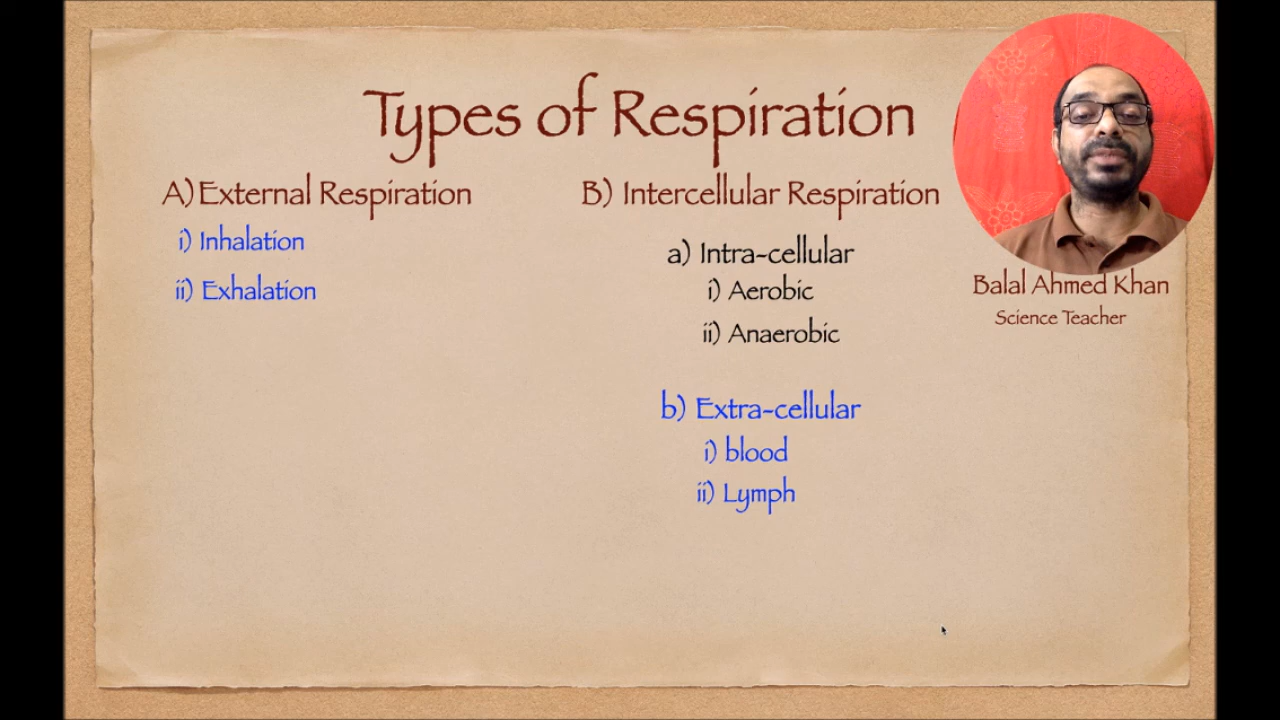 Types of Respiration
A) External Respiration
i) Inhalation
ii) Exhalation
B) Intercellular Respiration
a) Intra-cellular
i) Aerobic
ii) Anaerobic
b) Extra-cellular
i) blood
ii) Lymph
Balal Ahmed Khan
Science Teacher